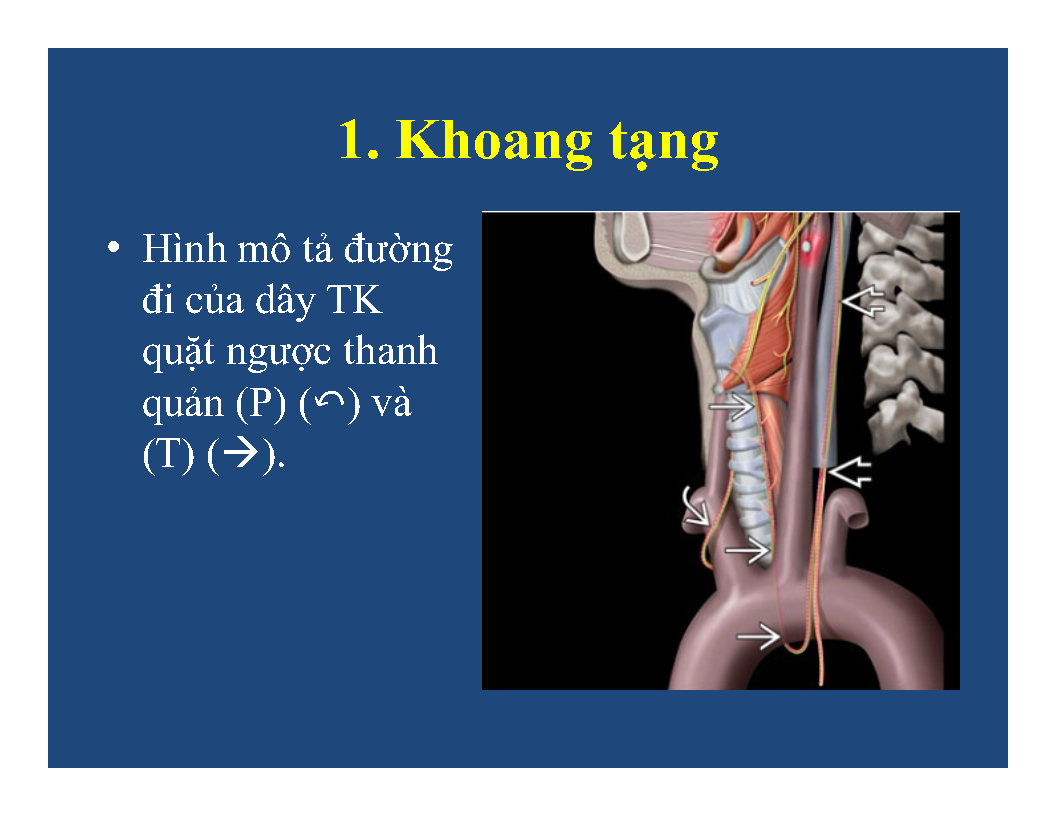 1. Khoang tạng
• Hình mô tả đường
đi của dây TK
quặt ngược thanh
quản (P) (⤺) và
(T) (→).